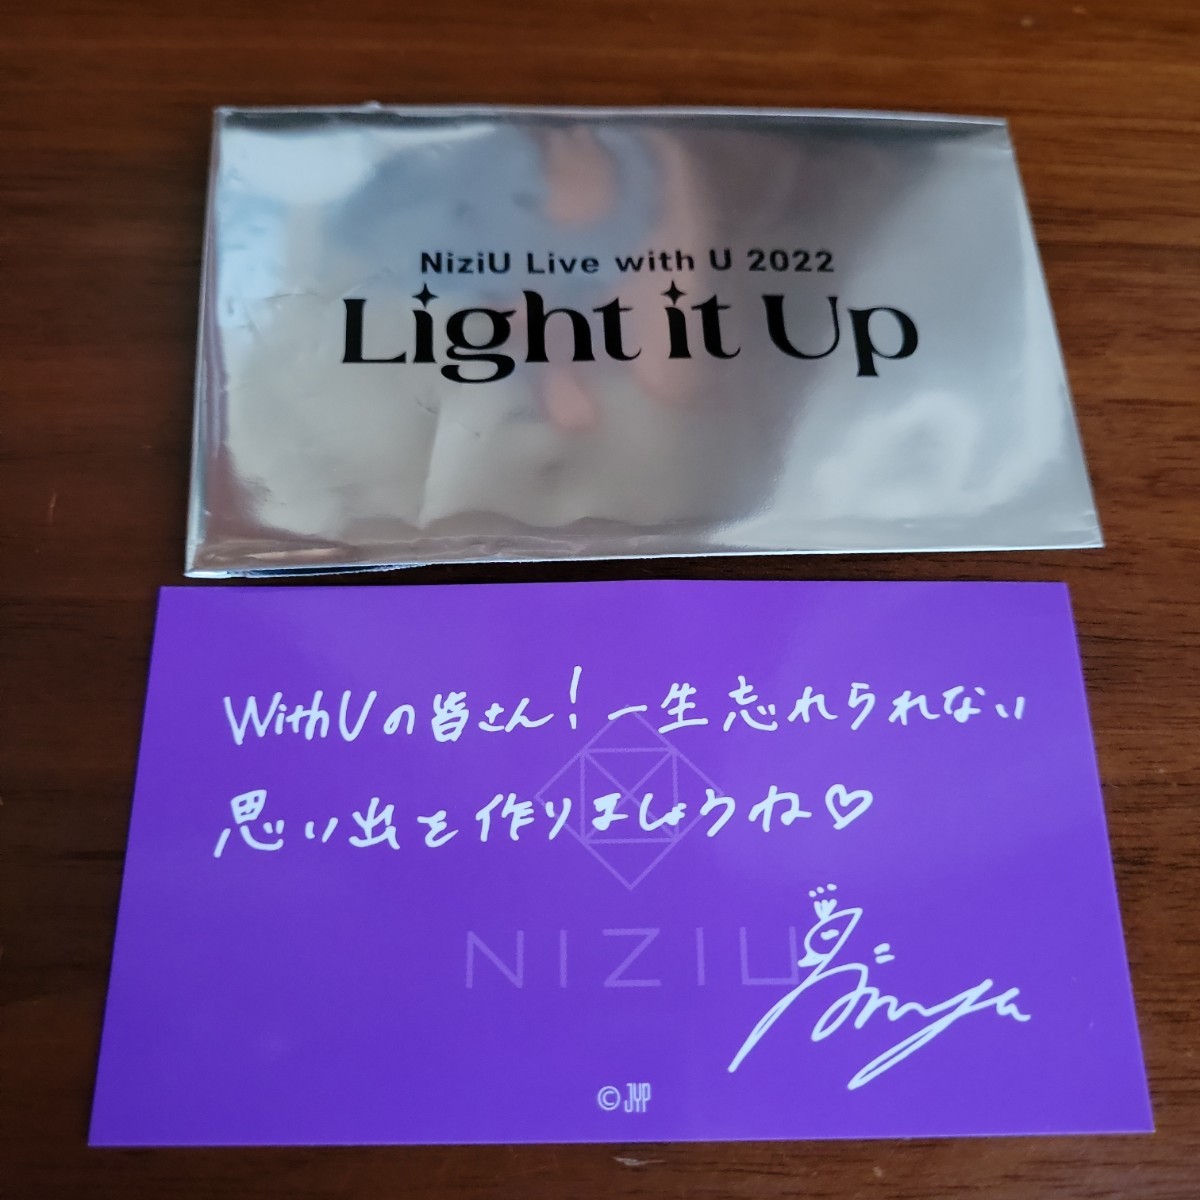 NiziU Live with U 2022
Light it Up
WithUの皆さん!一生忘れられない
思い出を作りましょうね♡
NIZIU
© JYP